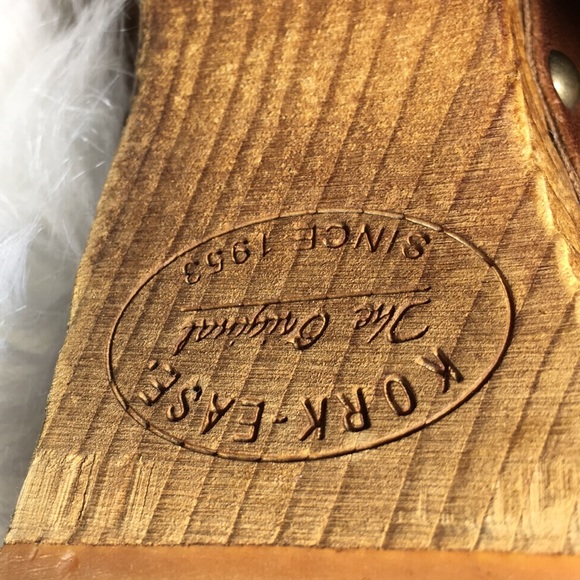 KORK-EASE.
The Original
SINCE 1953